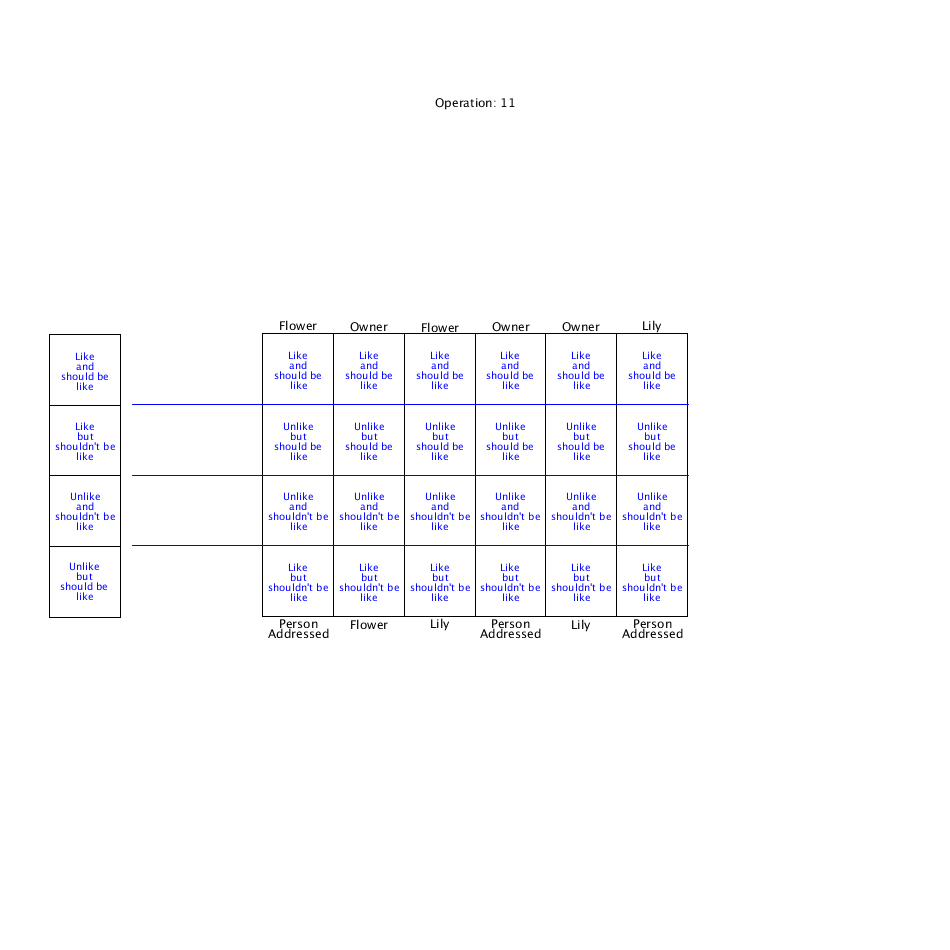 Operation: 11
Flower Owner Flower Owner Owner Lily
Like
and
should be
like
Like
but
shouldn't be
like
Unlike
and
shouldn't be
like
Unlike
but
should be
like
Like Like Like Like Like Like
and and and and and and
should be should be should be should be should be should be
like like like like like like
Unlike Unlike Unlike Unlike Unlike Unlike
but but but but but but
should be should be should be should be should be should be
like like like like like like
Unlike Unlike Unlike Unlike Unlike Unlike
and and and and and and
shouldn't be shouldn't be shouldn't be shouldn't be shouldn't be shouldn't be
like like like like like like
Like Like Like Like Like Like
but but but but but but
shouldn't be shouldn't be shouldn't be shouldn't be shouldn't be shouldn't be
like like like like like like
Person Flower Lily Person Lily Person
Addressed Addressed Addressed